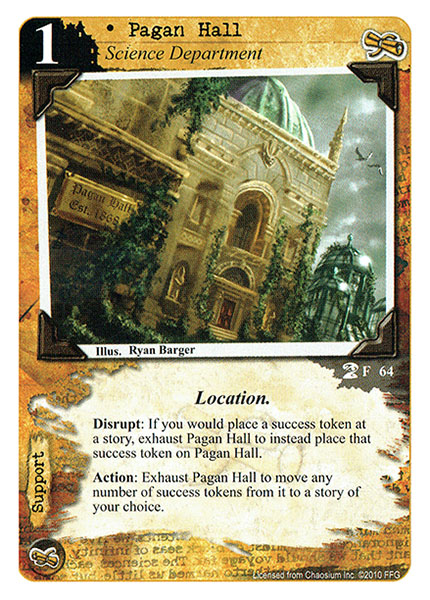 1
• Pagan Hall
Science Department
Pagan Hall
Est. 1868
Illus. Ryan Barger
F 64
Location.
Disrupt: If you would place a success token at
a story, exhaust Pagan Hall to instead place that
success token on Pagan Hall.
Action: Exhaust Pagan Hall to move any
number of success tokens from it to a story of
your choice.
Support
Licensed from Chaosium Inc. ©2010 FFG